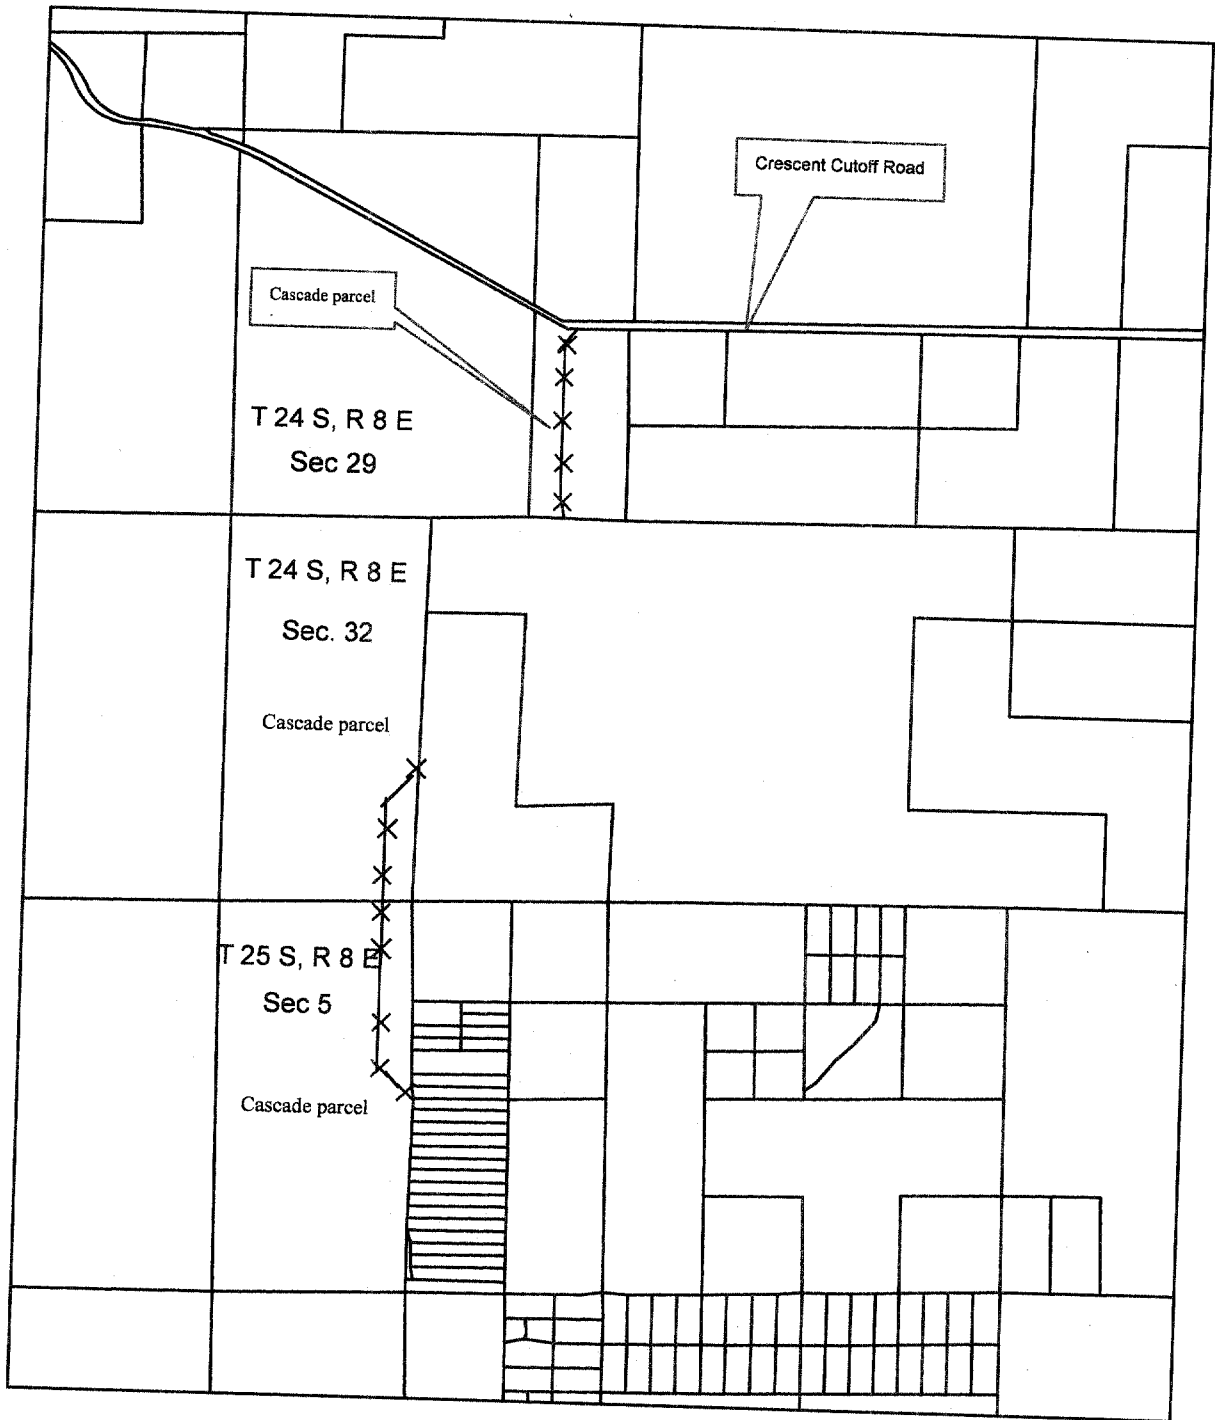 Crescent Cutoff Road
Cascade parcel
T 24 S, R 8 E
Sec 29
T 24 S, R 8 E
Sec. 32
Cascade parcel
T 25 S, R 8 E
Sec 5
Cascade parcel